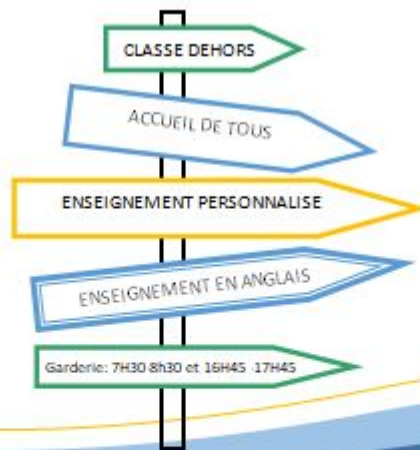 CLASSE DEHORS
ACCUEIL DE TOUS
ENSEIGNEMENT PERSONNALISE
ENSEIGNEMENT EN ANGLAIS
Garderie: 7H30-8h30 et 16H45 -17H45